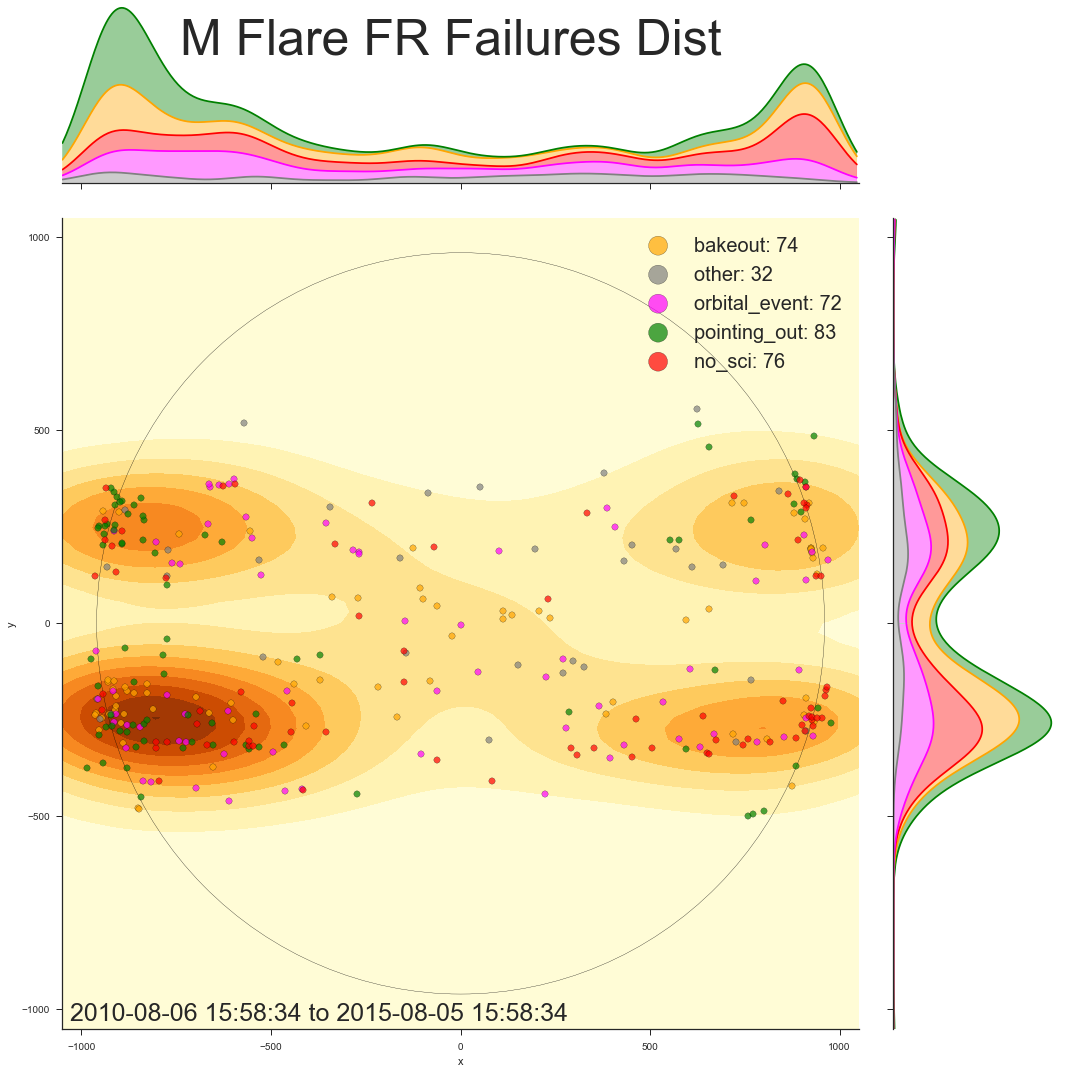 M Flare FR Failures Dist
1000
500
0
−500
−1000
y
bakeout: 74
other: 32
orbital_event: 72
pointing_out: 83
no_sci: 76
2010-08-06 15:58:34 to 2015-08-05 15:58:34
−1000 −500 0 500 1000
x